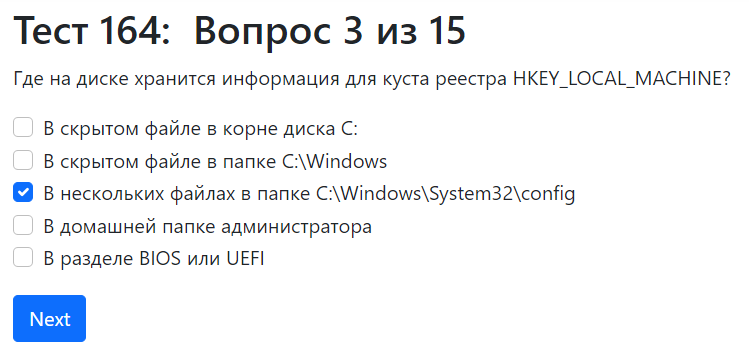 Тест 164: Вопрос 3 из 15
Где на диске хранится информация для куста реестра HKEY_LOCAL_MACHINE?
В скрытом файле в корне диска C:
В скрытом файле в папке C:\Windows
В нескольких файлах в папке C:\Windows\System32\config
В домашней папке администратора
В разделе BIOS или UEFI
Next